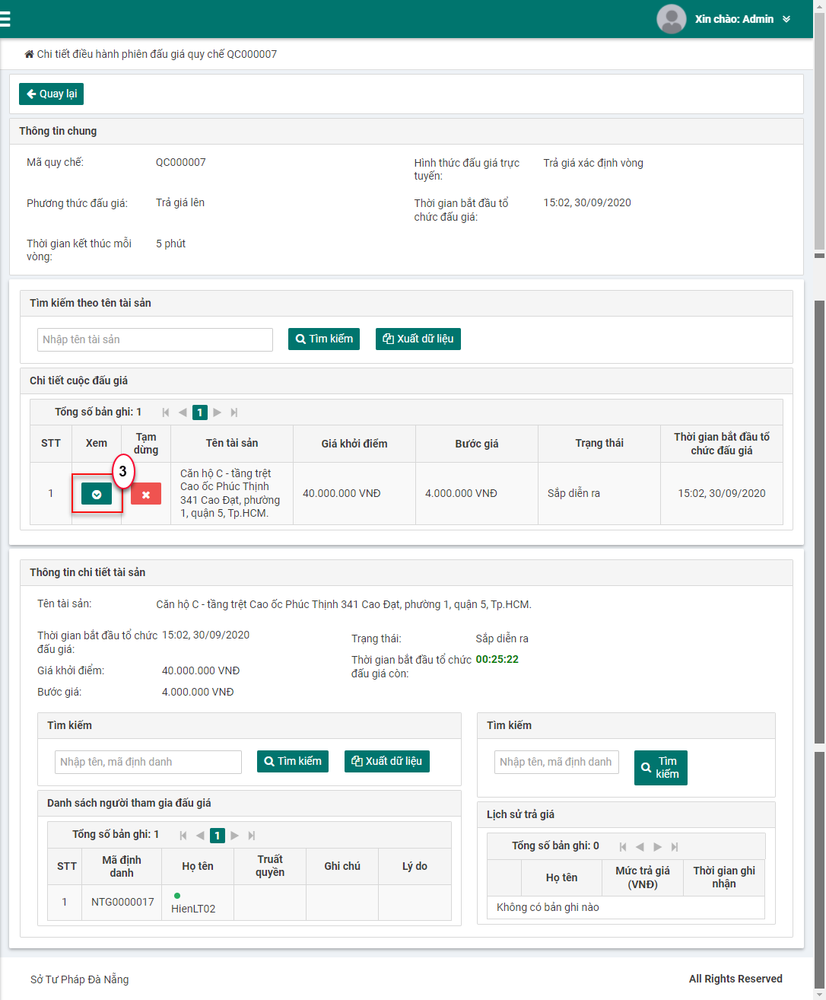 Xin chào: Admin
Chi tiết điều hành phiên đấu giá quy chế QC000007
Quay lại
Thông tin chung
Mã quy chế: QC000007
Hình thức đấu giá trực tuyến: Trả giá xác định vòng
Phương thức đấu giá: Trả giá lên
Thời gian bắt đầu tổ chức đấu giá: 15:02, 30/09/2020
Thời gian kết thúc mỗi vòng: 5 phút
Tìm kiếm theo tên tài sản
Nhập tên tài sản
Tìm kiếm
Xuất dữ liệu
Chi tiết cuộc đấu giá
Tổng số bản ghi: 1
1
STT
Xem
Tạm dừng
Tên tài sản
Giá khởi điểm
Bước giá
Trạng thái
Thời gian bắt đầu tổ chức đấu giá
1
3
Căn hộ C - tầng trệt
Cao ốc Phúc Thịnh
341 Cao Đạt, phường
1, quận 5, Tp.HCM.
40.000.000 VNĐ
4.000.000 VNĐ
Sắp diễn ra
15:02, 30/09/2020
Thông tin chi tiết tài sản
Tên tài sản: Căn hộ C - tầng trệt Cao ốc Phúc Thịnh 341 Cao Đạt, phường 1, quận 5, Tp.HCM.
Thời gian bắt đầu tổ chức đấu giá: 15:02, 30/09/2020
Trạng thái: Sắp diễn ra
Thời gian bắt đầu tổ chức đấu giá còn: 00:25:22
Giá khởi điểm: 40.000.000 VNĐ
Bước giá: 4.000.000 VNĐ
Tìm kiếm
Nhập tên, mã định danh
Tìm kiếm
Xuất dữ liệu
Danh sách người tham gia đấu giá
Tổng số bản ghi: 1
1
STT
Mã định danh
Họ tên
Truất quyền
Ghi chú
Lý do
1
NTG0000017
HienLT02
Tìm kiếm
Nhập tên, mã định danh
Tìm kiếm
Lịch sử trả giá
Tổng số bản ghi: 0
Họ tên
Mức trả giá (VNĐ)
Thời gian ghi nhận
Không có bản ghi nào
Sở Tư Pháp Đà Nẵng
All Rights Reserved